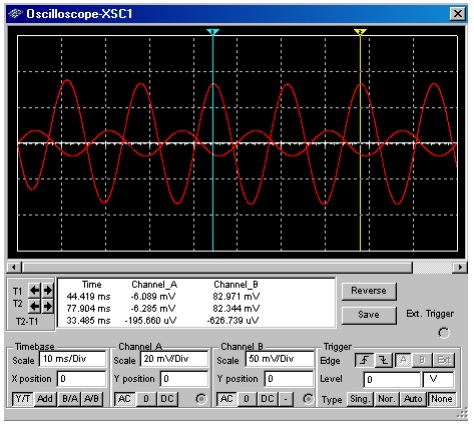 Oscilloscope-XSC1
1 2
T1
T2
T2-T1
Time Channel_A Channel_B
44.419 ms -6.089 mV 82.971 mV
77.904 ms -6.285 mV 82.344 mV
33.485 ms -195.660 uV -626.739 uV
Reverse
Save
Ext. Trigger
Timebase
Scale 10 ms/Div
X position 0
Y/T Add B/A A/B
Channel A
Scale 20 mV/Div
Y position 0
AC 0 DC
Channel B
Scale 50 mV/Div
Y position 0
AC 0 DC -
Trigger
Edge A B Ext
Level 0 V
Type Sing. Nor. Auto None